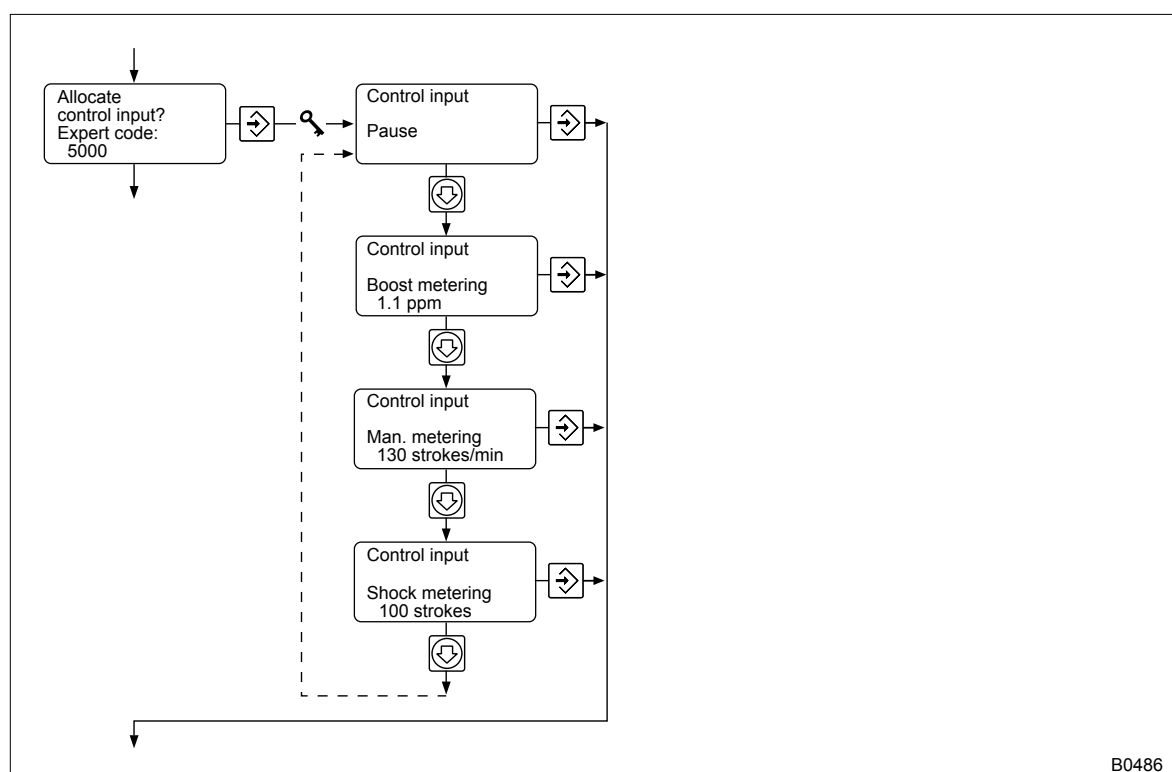 Allocate
control input?
Expert code:
5000
Control input
Pause
Control input
Boost metering
1.1 ppm
Control input
Man. metering
130 strokes/min
Control input
Shock metering
100 strokes
B0486